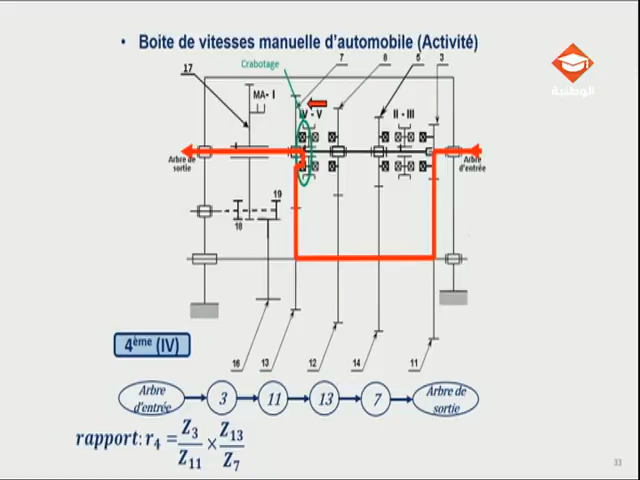 • Boite de vitesses manuelle d'automobile (Activité)
الوطنية
Crabotage
7
6
5
3
17
MA- I
IV - V
II - III
Arbre de
sortie
Arbre
d'entrée
19
18
16
13
12
14
11
4ème (IV)
Arbre
d'entrée
3
11
13
7
Arbre de
sortie
rapport: r₄ = Z₃/Z₁₁ × Z₁₃/Z₇
33